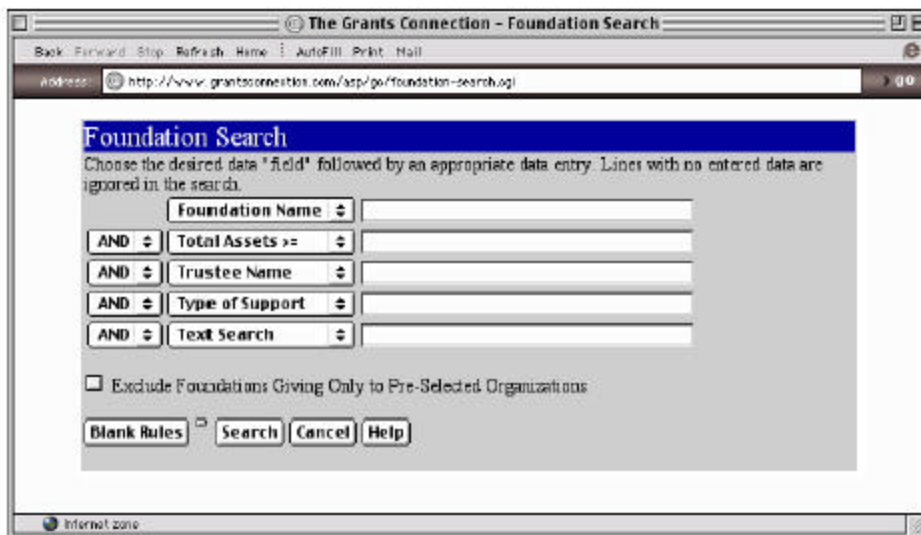 The Grants Connection - Foundation Search
Back Forward Stop Refresh Home AutoFill Print Mail
Address: http://www.grantsconnection.com/asp/go/foundation-search.cgi go
Foundation Search
Choose the desired data "field" followed by an appropriate data entry. Lines with no entered data are
ignored in the search.
Foundation Name
AND Total Assets >=
AND Trustee Name
AND Type of Support
AND Text Search
Exclude Foundations Giving Only to Pre-Selected Organizations
Blank Rules Search Cancel Help
Internet zone